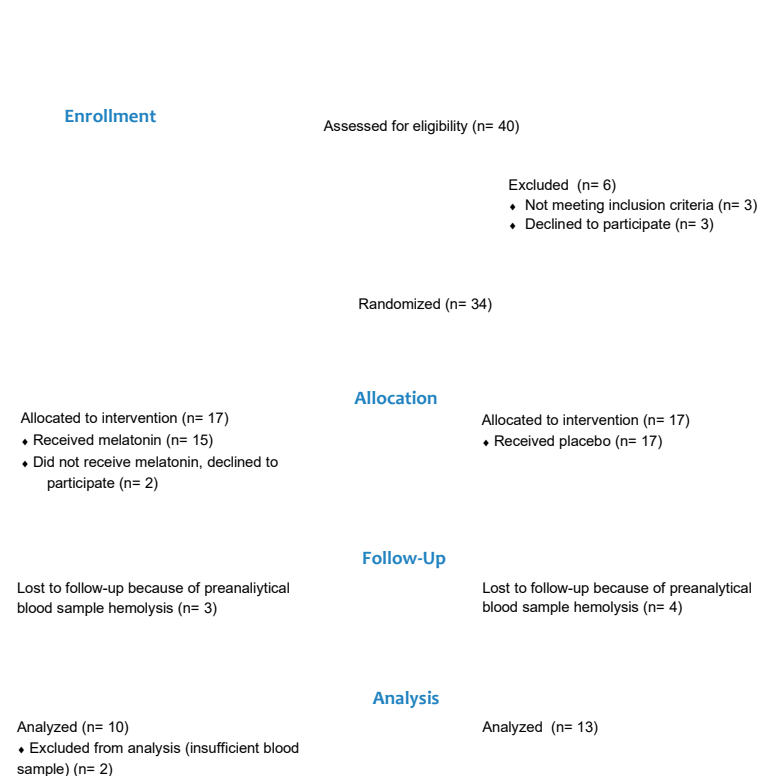 Enrollment
Assessed for eligibility (n= 40)
Excluded (n= 6)
♦ Not meeting inclusion criteria (n= 3)
♦ Declined to participate (n= 3)
Randomized (n= 34)
Allocation
Allocated to intervention (n= 17)
♦ Received melatonin (n= 15)
♦ Did not receive melatonin, declined to
participate (n= 2)
Allocated to intervention (n= 17)
♦ Received placebo (n= 17)
Follow-Up
Lost to follow-up because of preanaliytical
blood sample hemolysis (n= 3)
Lost to follow-up because of preanalytical
blood sample hemolysis (n= 4)
Analysis
Analyzed (n= 10)
♦ Excluded from analysis (insufficient blood
sample) (n= 2)
Analyzed (n= 13)